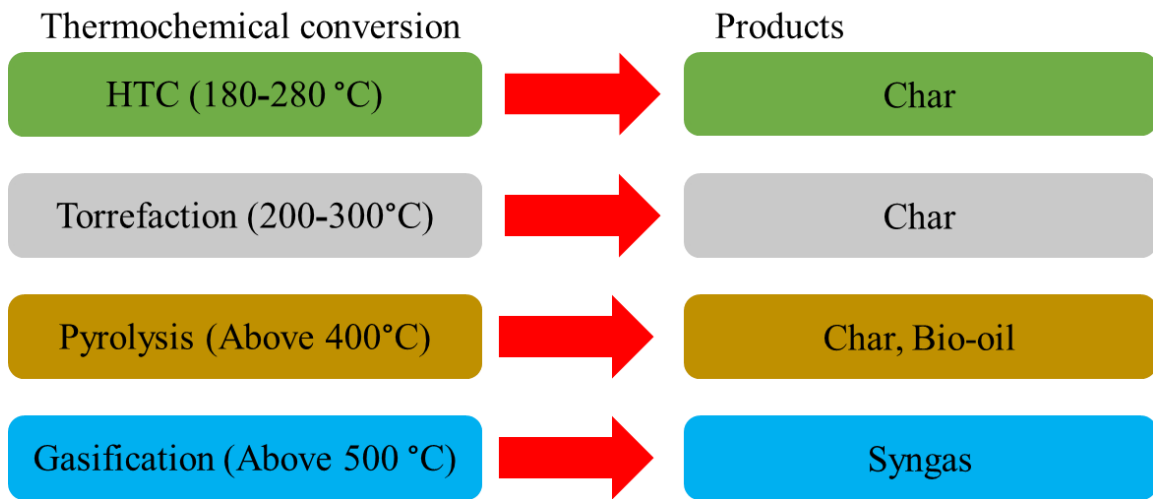 Thermochemical conversion
Products
HTC (180-280 °C)
Char
Torrefaction (200-300°C)
Char
Pyrolysis (Above 400°C)
Char, Bio-oil
Gasification (Above 500 °C)
Syngas